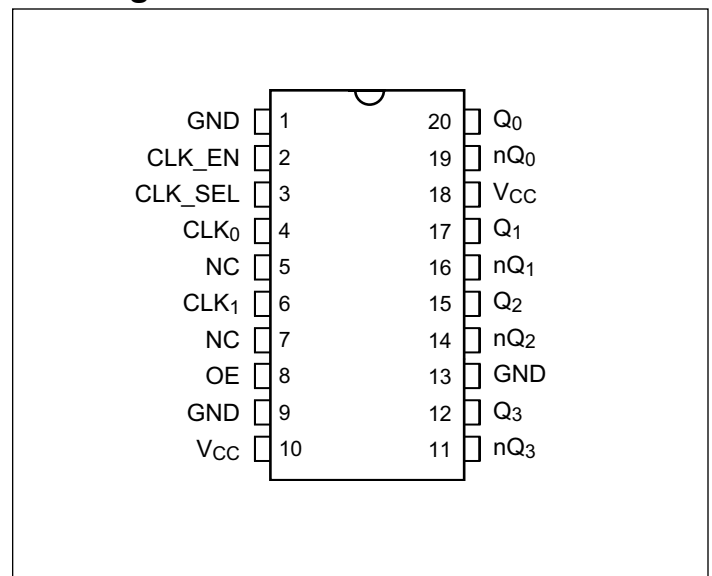 GND 1 20 Q0
CLK_EN 2 19 nQ0
CLK_SEL 3 18 VCC
CLK0 4 17 Q1
NC 5 16 nQ1
CLK1 6 15 Q2
NC 7 14 nQ2
OE 8 13 GND
GND 9 12 Q3
VCC 10 11 nQ3